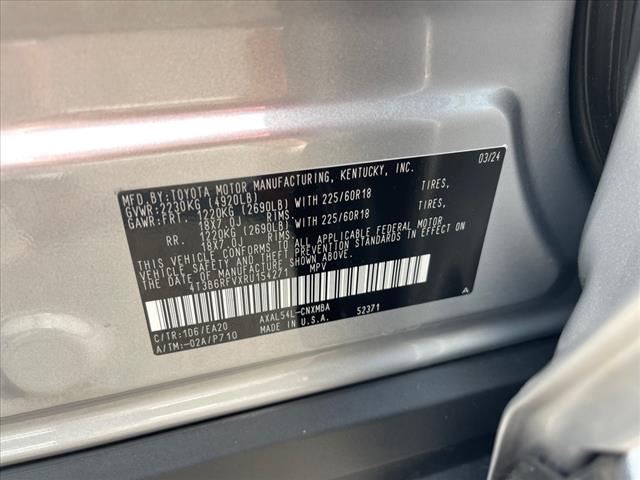 MFD.BY:TOYOTA MOTOR MANUFACTURING, KENTUCKY, INC. 03/24
GVWR:2230KG (4920LB)
GAWR:FRT. 1220KG (2690LB) WITH 225/60R18 TIRES,
18X7.0J RIMS.
RR. 1220KG (2690LB) WITH 225/60R18 TIRES,
18X7.0J RIMS.
THIS VEHICLE CONFORMS TO ALL APPLICABLE FEDERAL MOTOR
VEHICLE SAFETY AND THEFT PREVENTION STANDARDS IN EFFECT
ON THE DATE OF MANUFACTURE SHOWN ABOVE.
4T3B6RFVXRU154271 MPV
A
C/TR:1D6/EA20 AXAL54L-CNXMBA 52371
A/TM:-02A/P710 MADE IN U.S.A.